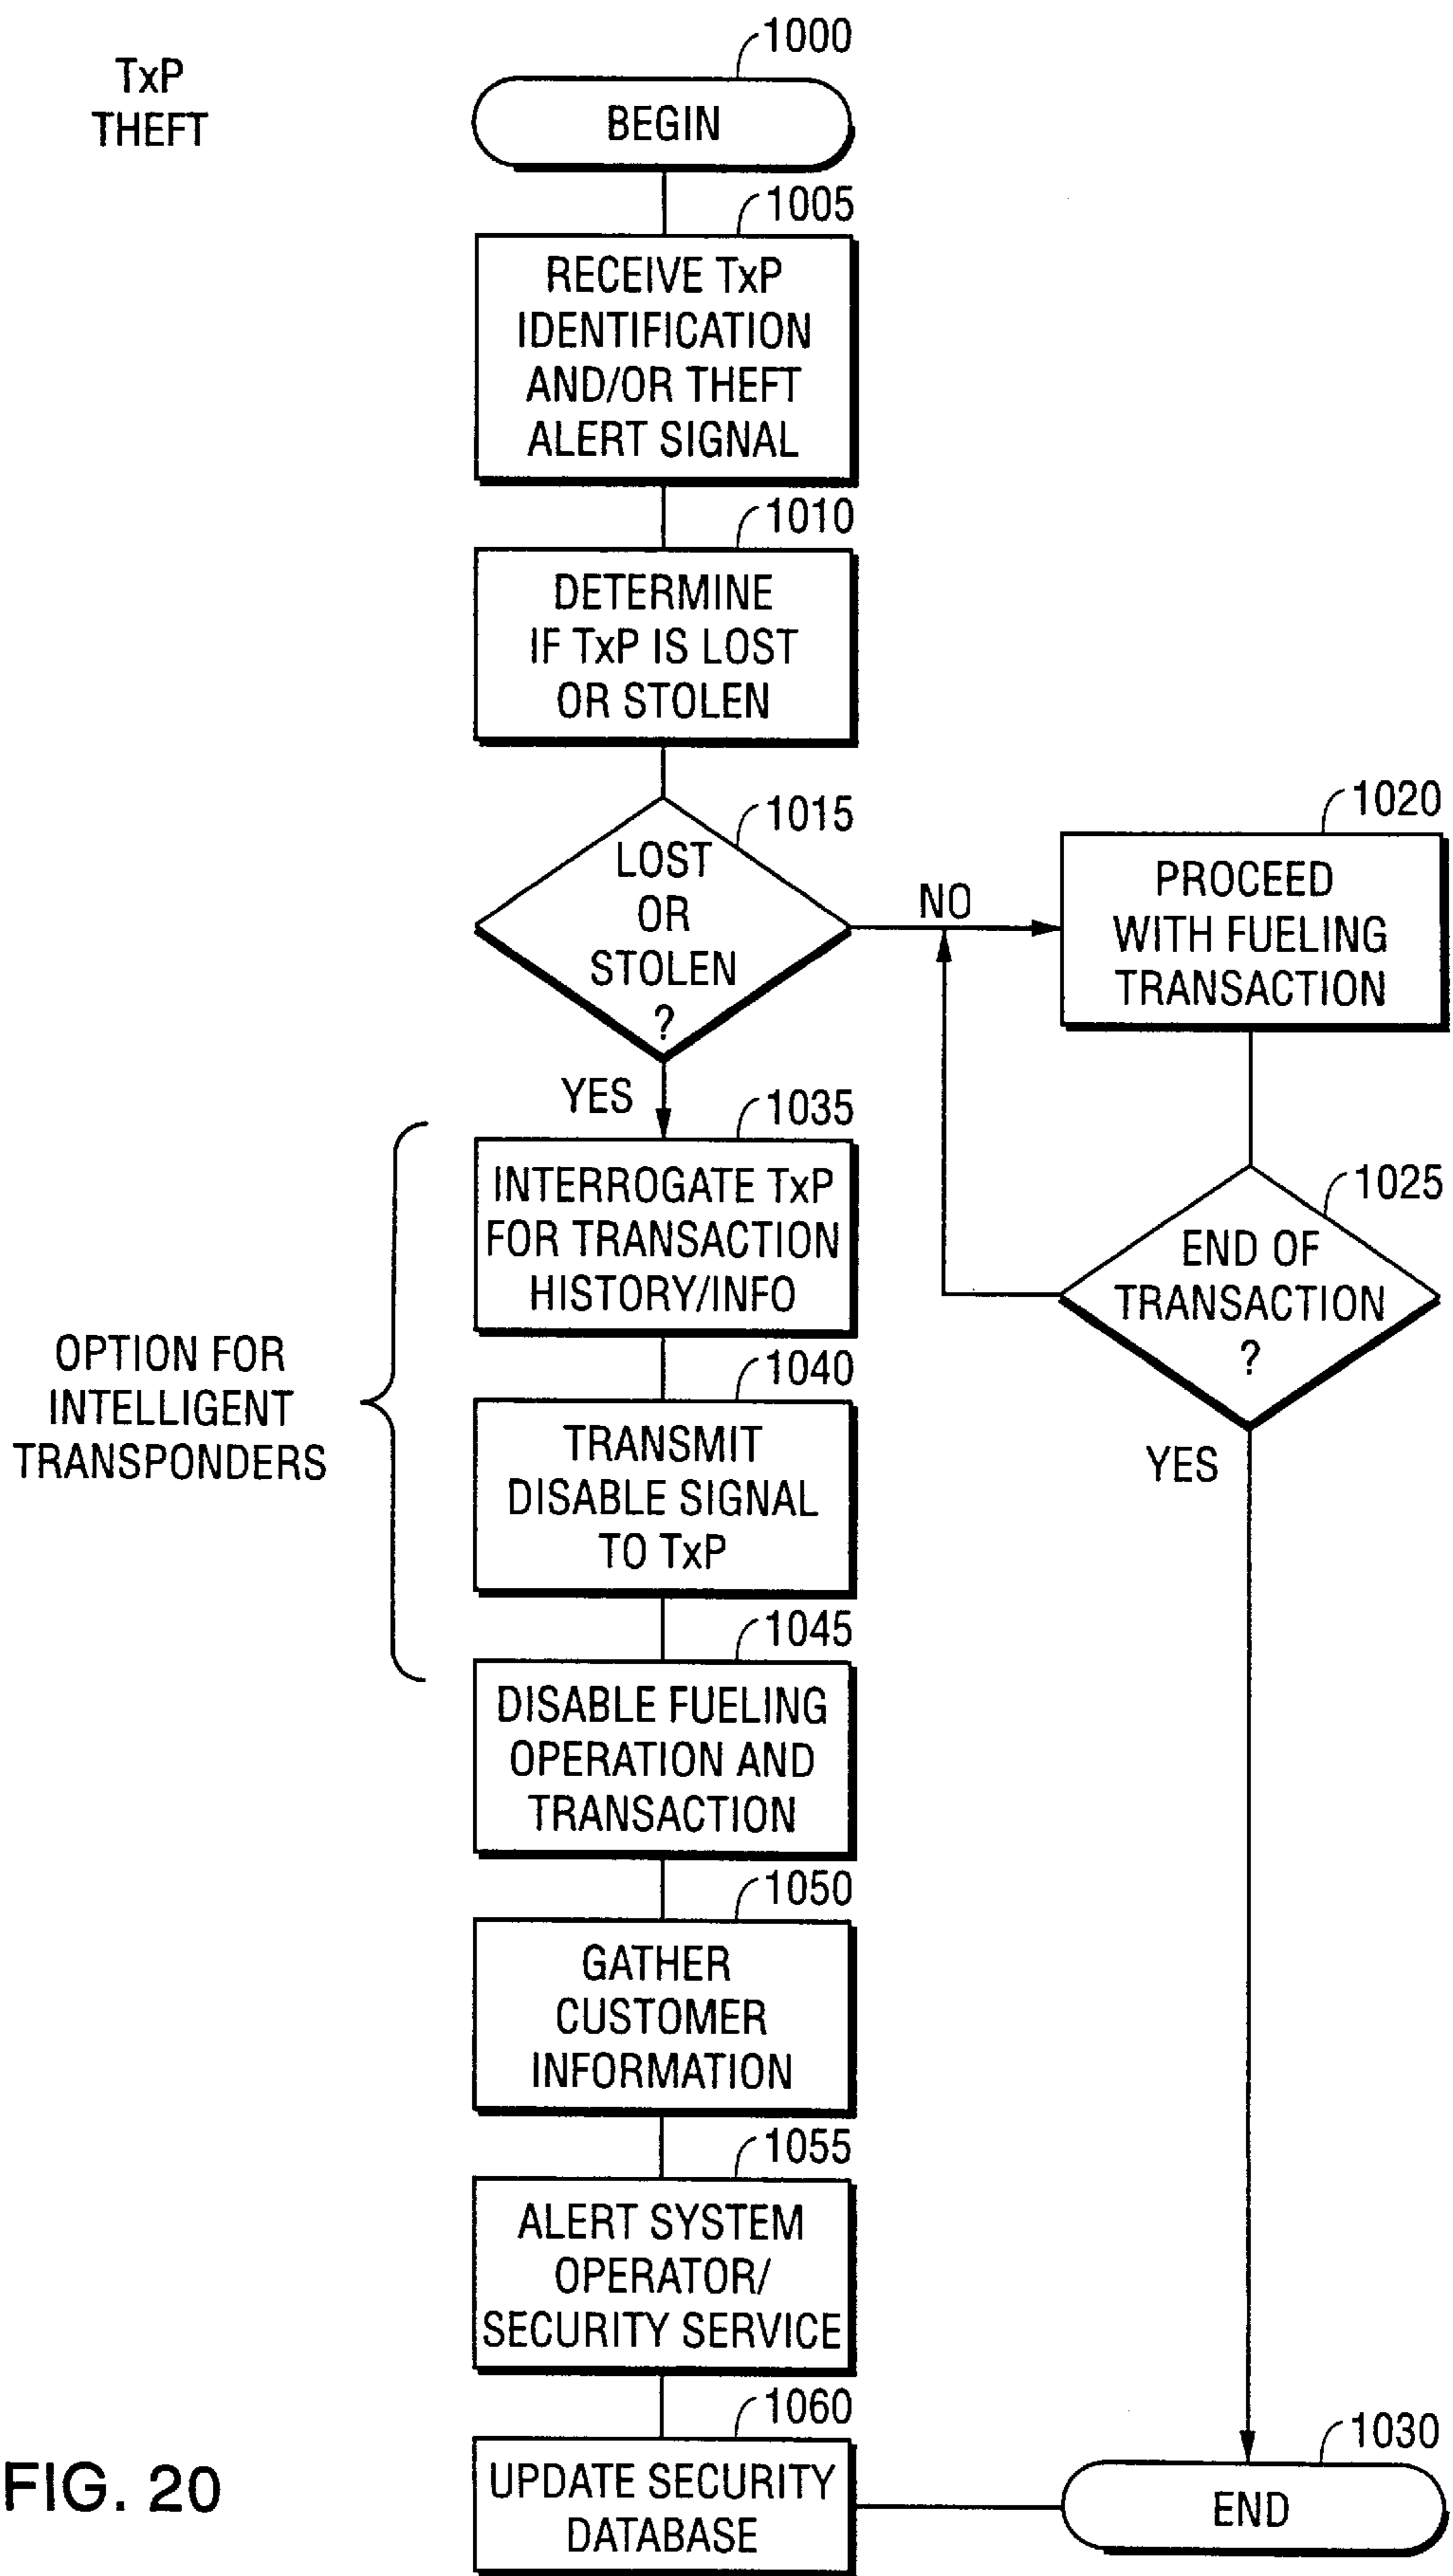 TxP
THEFT
1000
BEGIN
1005
RECEIVE TxP
IDENTIFICATION
AND/OR THEFT
ALERT SIGNAL
1010
DETERMINE
IF TxP IS LOST
OR STOLEN
1015
LOST
OR
STOLEN
?
NO
1020
PROCEED
WITH FUELING
TRANSACTION
1025
END OF
TRANSACTION
?
YES
YES
1035
INTERROGATE TxP
FOR TRANSACTION
HISTORY/INFO
OPTION FOR
INTELLIGENT
TRANSPONDERS
1040
TRANSMIT
DISABLE SIGNAL
TO TxP
1045
DISABLE FUELING
OPERATION AND
TRANSACTION
1050
GATHER
CUSTOMER
INFORMATION
1055
ALERT SYSTEM
OPERATOR/
SECURITY SERVICE
1060
UPDATE SECURITY
DATABASE
1030
END
FIG. 20